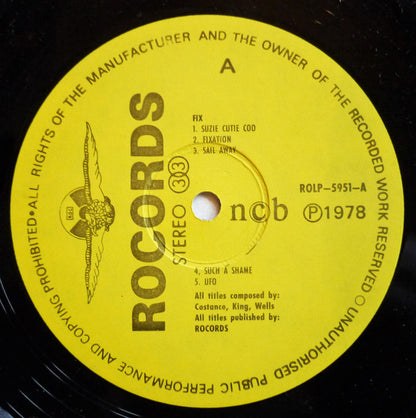 ALL RIGHTS OF THE MANUFACTURER AND THE OWNER OF THE RECORDED WORK RESERVED ○ UNAUTHORISED PUBLIC PERFORMANCE AND COPYING PROHIBITED •
A
ROCORDS
STEREO 33
FIX
1. SUZIE CUTIE COO
2. FIXATION
3. SAIL AWAY
ROLP-5951-A
ncb
Ⓟ1978
4. SUCH A SHAME
5. UFO
All titles composed by:
Costance, King, Wells
All titles published by:
ROCORDS